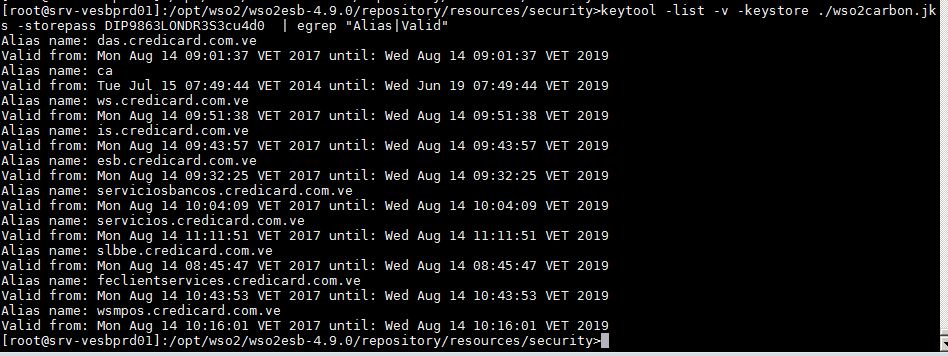 [root@srv-vesbprd01]:/opt/wso2/wso2esb-4.9.0/repository/resources/security>keytool -list -v -keystore ./wso2carbon.jk
s -storepass DIP9863LONDR3S3cu4d0  | egrep "Alias|Valid"
Alias name: das.credicard.com.ve
Valid from: Mon Aug 14 09:01:37 VET 2017 until: Wed Aug 14 09:01:37 VET 2019
Alias name: ca
Valid from: Tue Jul 15 07:49:44 VET 2014 until: Wed Jun 19 07:49:44 VET 2019
Alias name: ws.credicard.com.ve
Valid from: Mon Aug 14 09:51:38 VET 2017 until: Wed Aug 14 09:51:38 VET 2019
Alias name: is.credicard.com.ve
Valid from: Mon Aug 14 09:43:57 VET 2017 until: Wed Aug 14 09:43:57 VET 2019
Alias name: esb.credicard.com.ve
Valid from: Mon Aug 14 09:32:25 VET 2017 until: Wed Aug 14 09:32:25 VET 2019
Alias name: serviciosbancos.credicard.com.ve
Valid from: Mon Aug 14 10:04:09 VET 2017 until: Wed Aug 14 10:04:09 VET 2019
Alias name: servicios.credicard.com.ve
Valid from: Mon Aug 14 11:11:51 VET 2017 until: Wed Aug 14 11:11:51 VET 2019
Alias name: slbbe.credicard.com.ve
Valid from: Mon Aug 14 08:45:47 VET 2017 until: Wed Aug 14 08:45:47 VET 2019
Alias name: feclientservices.credicard.com.ve
Valid from: Mon Aug 14 10:43:53 VET 2017 until: Wed Aug 14 10:43:53 VET 2019
Alias name: wsmpos.credicard.com.ve
Valid from: Mon Aug 14 10:16:01 VET 2017 until: Wed Aug 14 10:16:01 VET 2019
[root@srv-vesbprd01]:/opt/wso2/wso2esb-4.9.0/repository/resources/security>